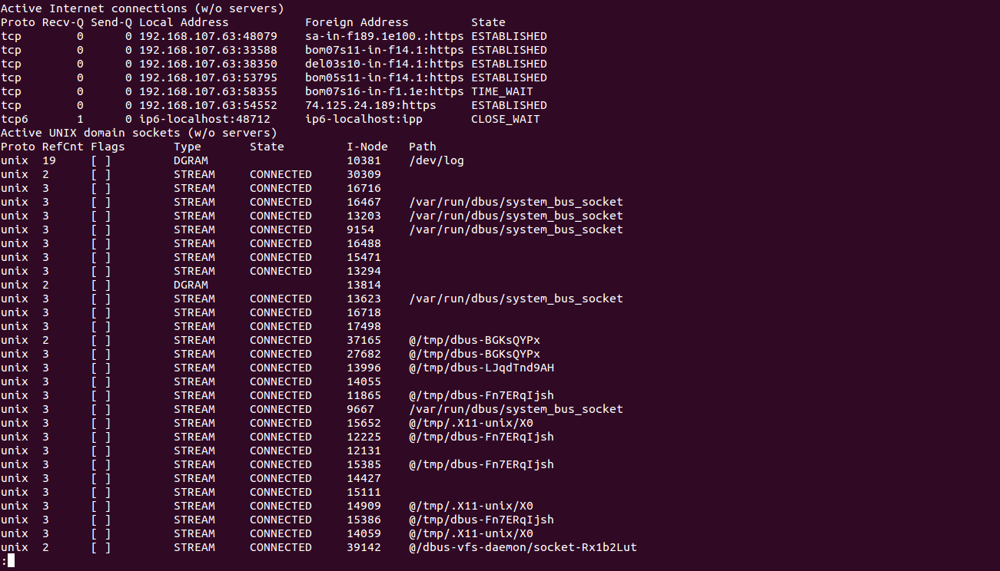 Active Internet connections (w/o servers)
Proto Recv-Q Send-Q Local Address           Foreign Address         State
tcp        0      0 192.168.107.63:48079    sa-in-f189.1e100.:https ESTABLISHED
tcp        0      0 192.168.107.63:33588    bom07s11-in-f14.1:https ESTABLISHED
tcp        0      0 192.168.107.63:38350    del03s10-in-f14.1:https ESTABLISHED
tcp        0      0 192.168.107.63:53795    bom05s11-in-f14.1:https ESTABLISHED
tcp        0      0 192.168.107.63:58355    bom07s16-in-f1.1e:https TIME_WAIT
tcp        0      0 192.168.107.63:54552    74.125.24.189:https     ESTABLISHED
tcp6       1      0 ip6-localhost:48712     ip6-localhost:ipp       CLOSE_WAIT
Active UNIX domain sockets (w/o servers)
Proto RefCnt Flags       Type       State         I-Node   Path
unix  19     [ ]         DGRAM                    10381    /dev/log
unix  2      [ ]         STREAM     CONNECTED     30309
unix  3      [ ]         STREAM     CONNECTED     16716
unix  3      [ ]         STREAM     CONNECTED     16467    /var/run/dbus/system_bus_socket
unix  3      [ ]         STREAM     CONNECTED     13203    /var/run/dbus/system_bus_socket
unix  3      [ ]         STREAM     CONNECTED     9154     /var/run/dbus/system_bus_socket
unix  3      [ ]         STREAM     CONNECTED     16488
unix  3      [ ]         STREAM     CONNECTED     15471
unix  3      [ ]         STREAM     CONNECTED     13294
unix  2      [ ]         DGRAM                    13814
unix  3      [ ]         STREAM     CONNECTED     13623    /var/run/dbus/system_bus_socket
unix  3      [ ]         STREAM     CONNECTED     16718
unix  3      [ ]         STREAM     CONNECTED     17498
unix  2      [ ]         STREAM     CONNECTED     37165    @/tmp/dbus-BGKsQYPx
unix  3      [ ]         STREAM     CONNECTED     27682    @/tmp/dbus-BGKsQYPx
unix  3      [ ]         STREAM     CONNECTED     13996    @/tmp/dbus-LJqdTnd9AH
unix  3      [ ]         STREAM     CONNECTED     14055
unix  3      [ ]         STREAM     CONNECTED     11865    @/tmp/dbus-Fn7ERqIjsh
unix  3      [ ]         STREAM     CONNECTED     9667     /var/run/dbus/system_bus_socket
unix  3      [ ]         STREAM     CONNECTED     15652    @/tmp/.X11-unix/X0
unix  3      [ ]         STREAM     CONNECTED     12225    @/tmp/dbus-Fn7ERqIjsh
unix  3      [ ]         STREAM     CONNECTED     12131
unix  3      [ ]         STREAM     CONNECTED     15385    @/tmp/dbus-Fn7ERqIjsh
unix  3      [ ]         STREAM     CONNECTED     14427
unix  3      [ ]         STREAM     CONNECTED     15111
unix  3      [ ]         STREAM     CONNECTED     14909    @/tmp/.X11-unix/X0
unix  3      [ ]         STREAM     CONNECTED     15386    @/tmp/dbus-Fn7ERqIjsh
unix  3      [ ]         STREAM     CONNECTED     14059    @/tmp/.X11-unix/X0
unix  2      [ ]         STREAM     CONNECTED     39142    @/dbus-vfs-daemon/socket-Rx1b2Lut
: